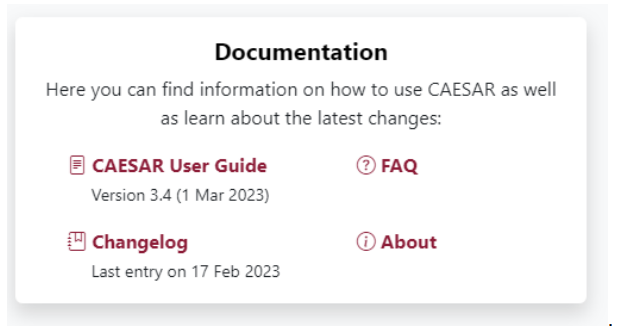 Documentation
Here you can find information on how to use CAESAR as well
as learn about the latest changes:
CAESAR User Guide
Version 3.4 (1 Mar 2023)
FAQ
Changelog
Last entry on 17 Feb 2023
About